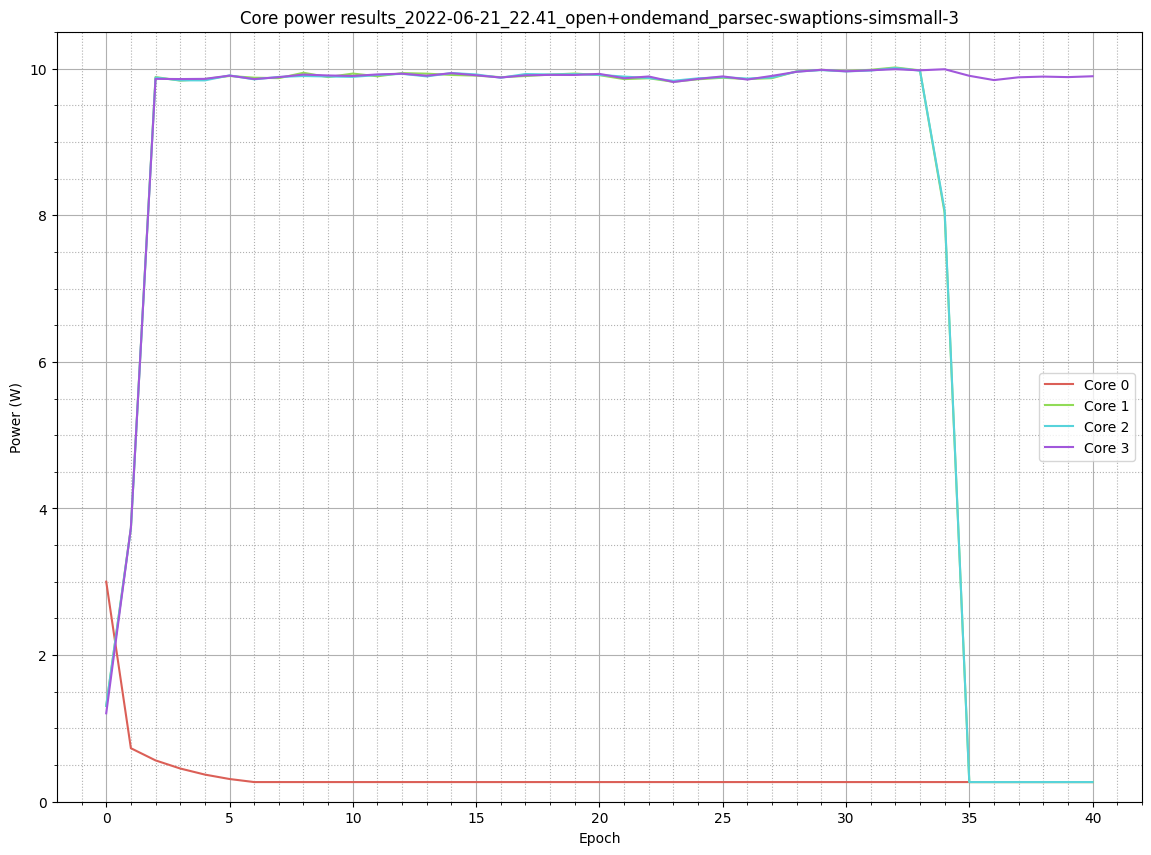 Core power results_2022-06-21_22.41_open+ondemand_parsec-swaptions-simsmall-3
Power (W)
10
8
6
4
2
0
Core 0
Core 1
Core 2
Core 3
0 5 10 15 20 25 30 35 40
Epoch